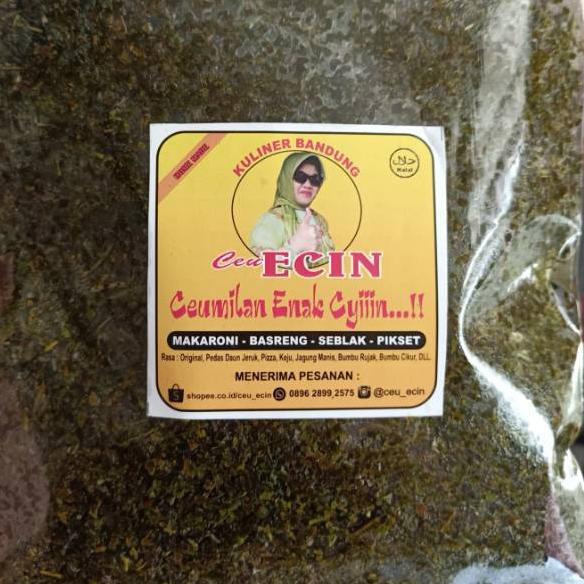 KULINER BANDUNG
حلال
Halal
Ceu ECIN
Ceumilan Enak Cyiiin...!!
MAKARONI - BASRENG - SEBLAK - PIKSET
Rasa : Original, Pedas Daun Jeruk, Pizza, Keju, Jagung Manis, Bumbu Rujak, Bumbu Cikur, DLL.
MENERIMA PESANAN :
shopee.co.id/ceu_ecin 0896 2899 2575 @ceu_ecin